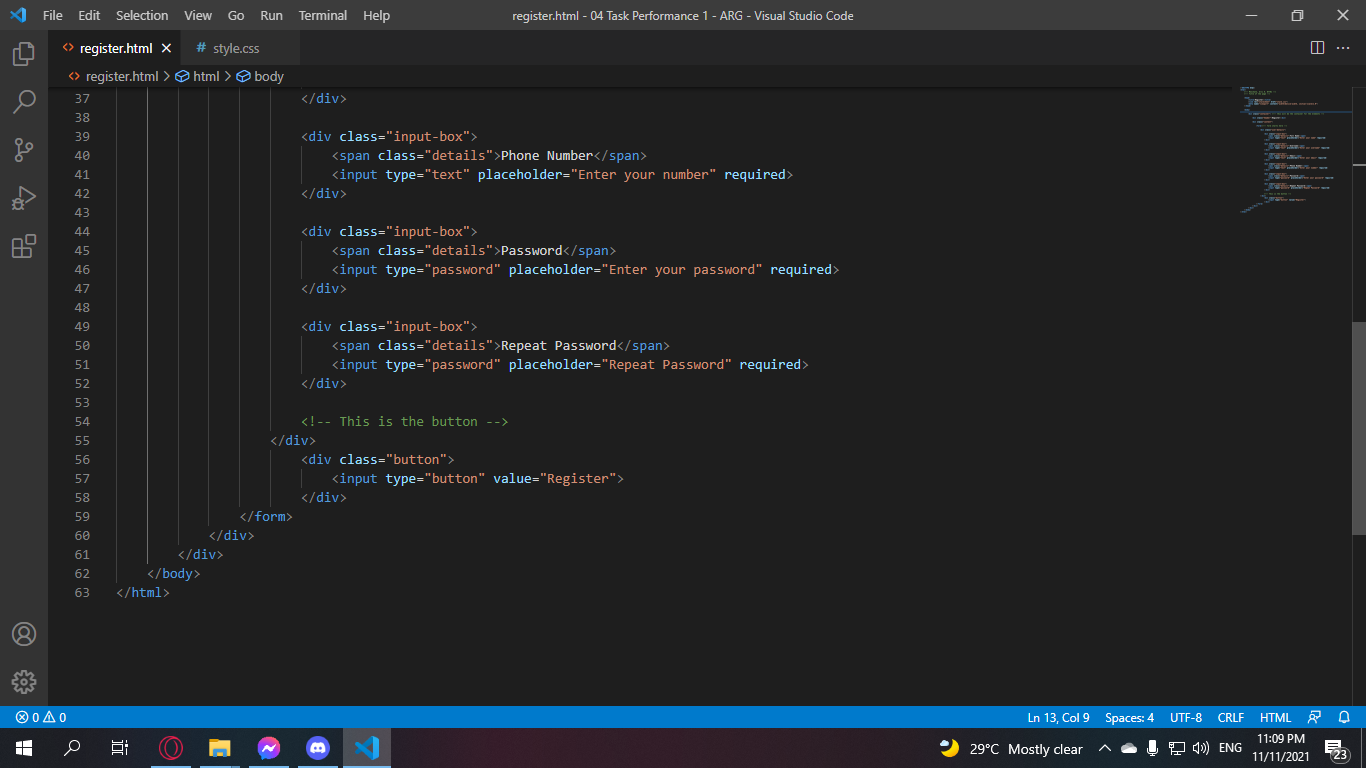 File Edit Selection View Go Run Terminal Help register.html - 04 Task Performance 1 - ARG - Visual Studio Code
register.html style.css
register.html > html > body
37 </div>
38
39 <div class="input-box">
40 <span class="details">Phone Number</span>
41 <input type="text" placeholder="Enter your number" required>
42 </div>
43
44 <div class="input-box">
45 <span class="details">Password</span>
46 <input type="password" placeholder="Enter your password" required>
47 </div>
48
49 <div class="input-box">
50 <span class="details">Repeat Password</span>
51 <input type="password" placeholder="Repeat Password" required>
52 </div>
53
54 <!-- This is the button -->
55 </div>
56 <div class="button">
57 <input type="button" value="Register">
58 </div>
59 </form>
60 </div>
61 </div>
62 </body>
63 </html>
0 0 Ln 13, Col 9 Spaces: 4 UTF-8 CRLF HTML
29°C Mostly clear ENG 11:09 PM
11/11/2021 23